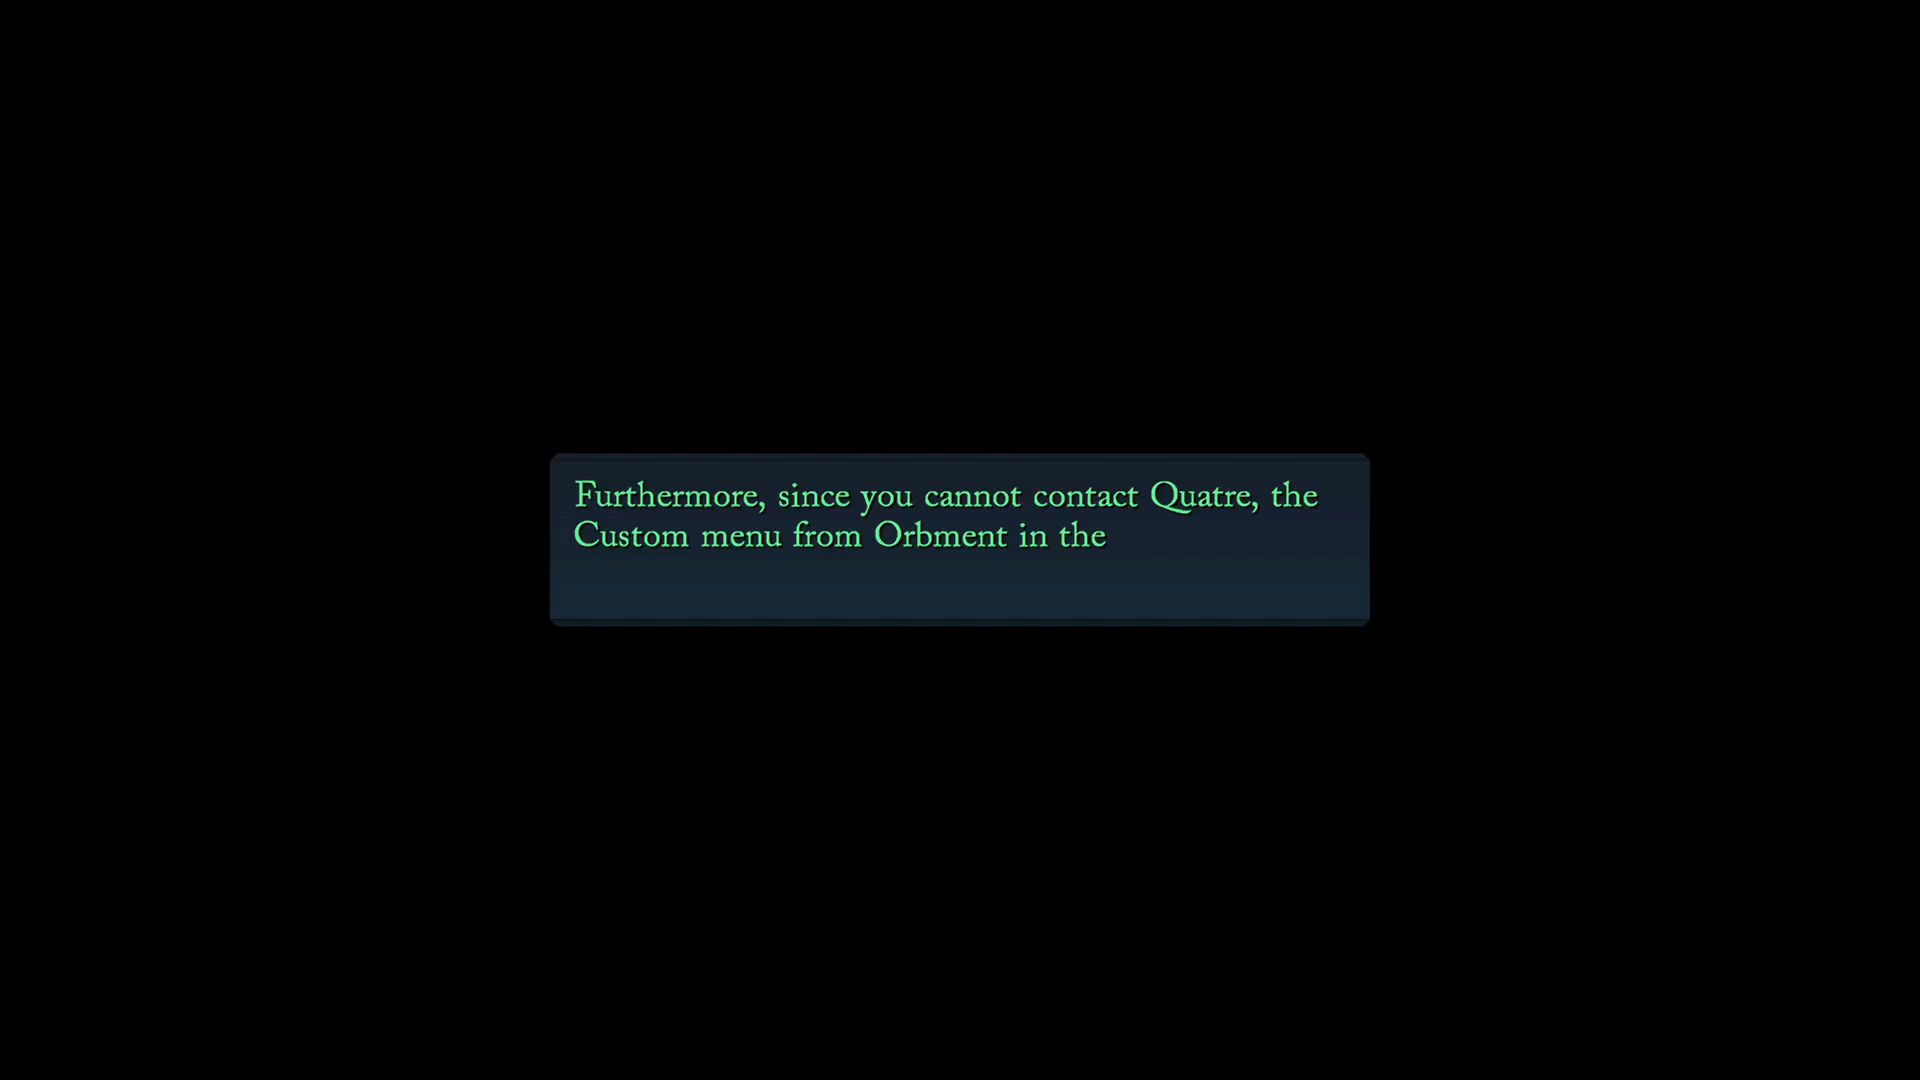 Furthermore, since you cannot contact Quatre, the
Custom menu from Orbment in the